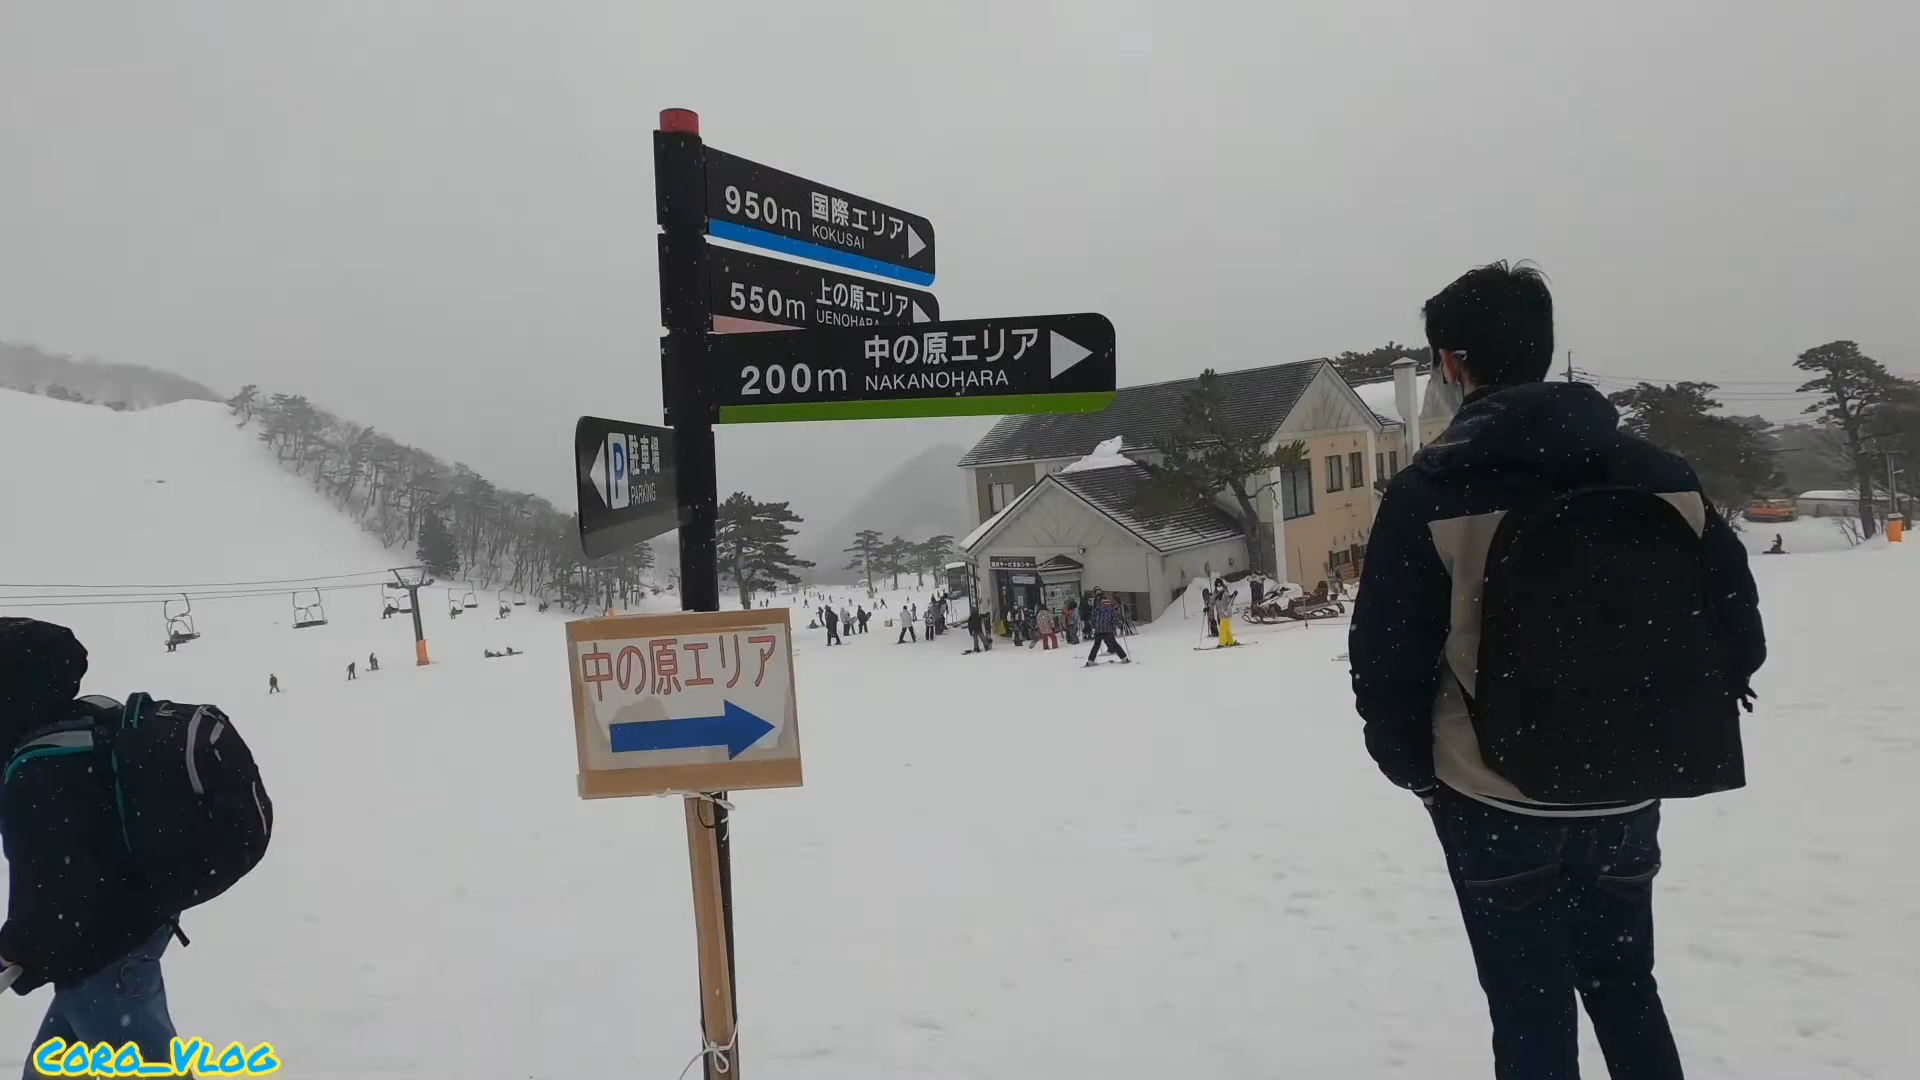 950m 国際エリア
KOKUSAI
550m 上の原エリア
UENOHARA
200m 中の原エリア
NAKANOHARA
P 駐車場
PARKING
中の原エリア
Coro_Vlog